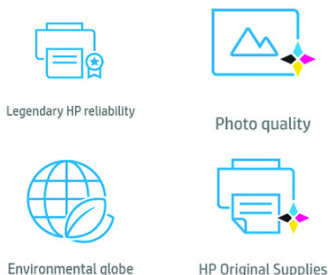 Legendary HP reliability
Photo quality
Environmental globe
HP Original Supplies